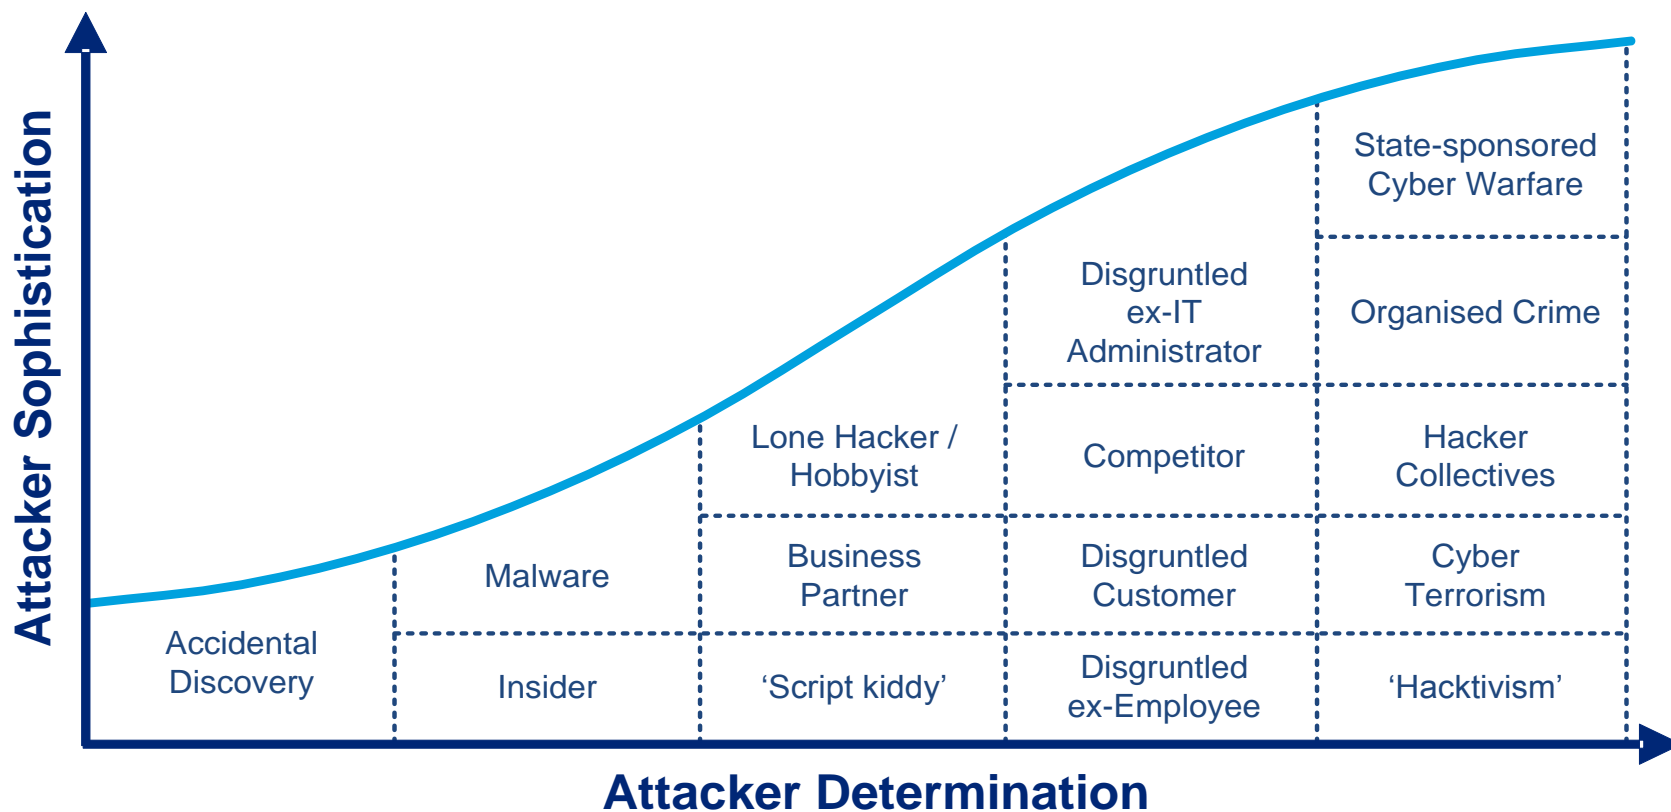 Attacker Sophistication
State-sponsored
Cyber Warfare
Disgruntled
ex-IT
Administrator
Organised Crime
Lone Hacker /
Hobbyist
Competitor
Hacker
Collectives
Malware
Business
Partner
Disgruntled
Customer
Cyber
Terrorism
Accidental
Discovery
Insider
‘Script kiddy’
Disgruntled
ex-Employee
‘Hacktivism’
Attacker Determination